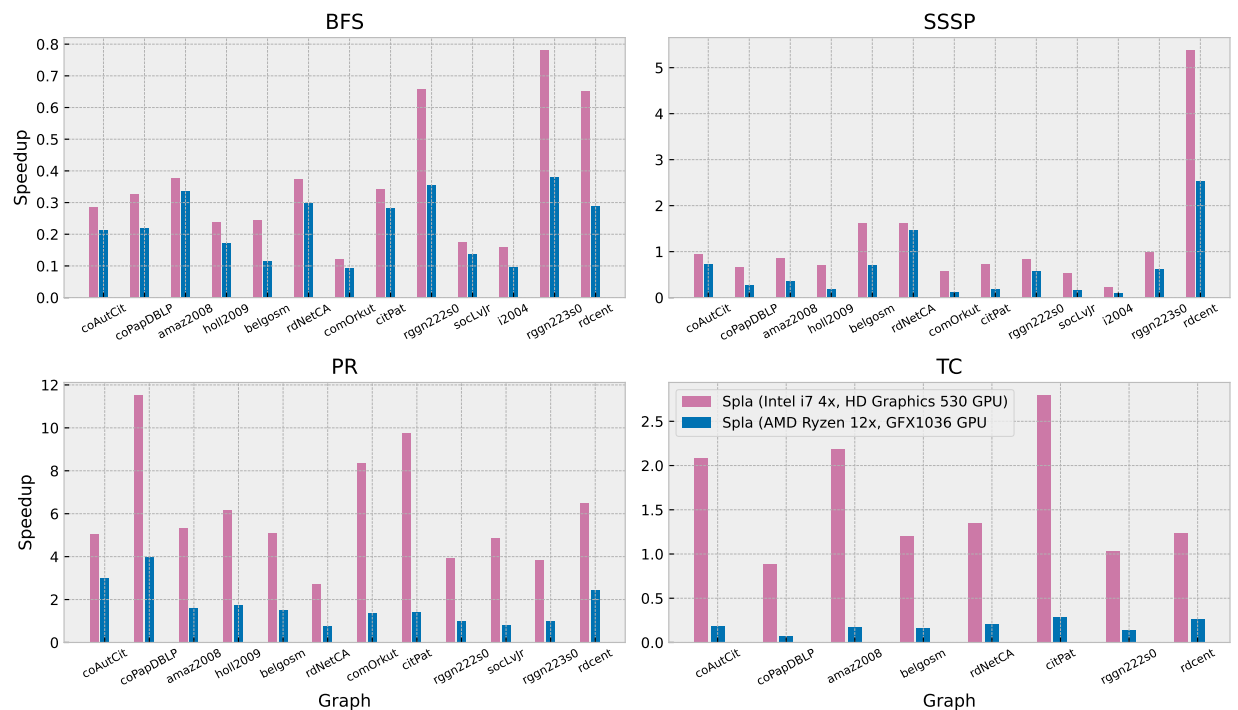 BFS
Speedup
0.8
0.7
0.6
0.5
0.4
0.3
0.2
0.1
0.0
coAutCit
coPapDBLP
amaz2008
holl2009
belgosm
rdNetCA
comOrkut
citPat
rggn222s0
socLvJr
i2004
rggn223s0
rdcent
SSSP
5
4
3
2
1
0
coAutCit
coPapDBLP
amaz2008
holl2009
belgosm
rdNetCA
comOrkut
citPat
rggn222s0
socLvJr
i2004
rggn223s0
rdcent
PR
Speedup
12
10
8
6
4
2
0
coAutCit
coPapDBLP
amaz2008
holl2009
belgosm
rdNetCA
comOrkut
citPat
rggn222s0
socLvJr
rggn223s0
rdcent
Graph
TC
Spla (Intel i7 4x, HD Graphics 530 GPU)
Spla (AMD Ryzen 12x, GFX1036 GPU
2.5
2.0
1.5
1.0
0.5
0.0
coAutCit
coPapDBLP
amaz2008
belgosm
rdNetCA
citPat
rggn222s0
rdcent
Graph